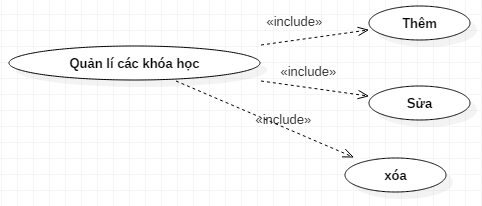 «include»
Thêm
Quản lí các khóa học
«include»
Sửa
«include»
xóa